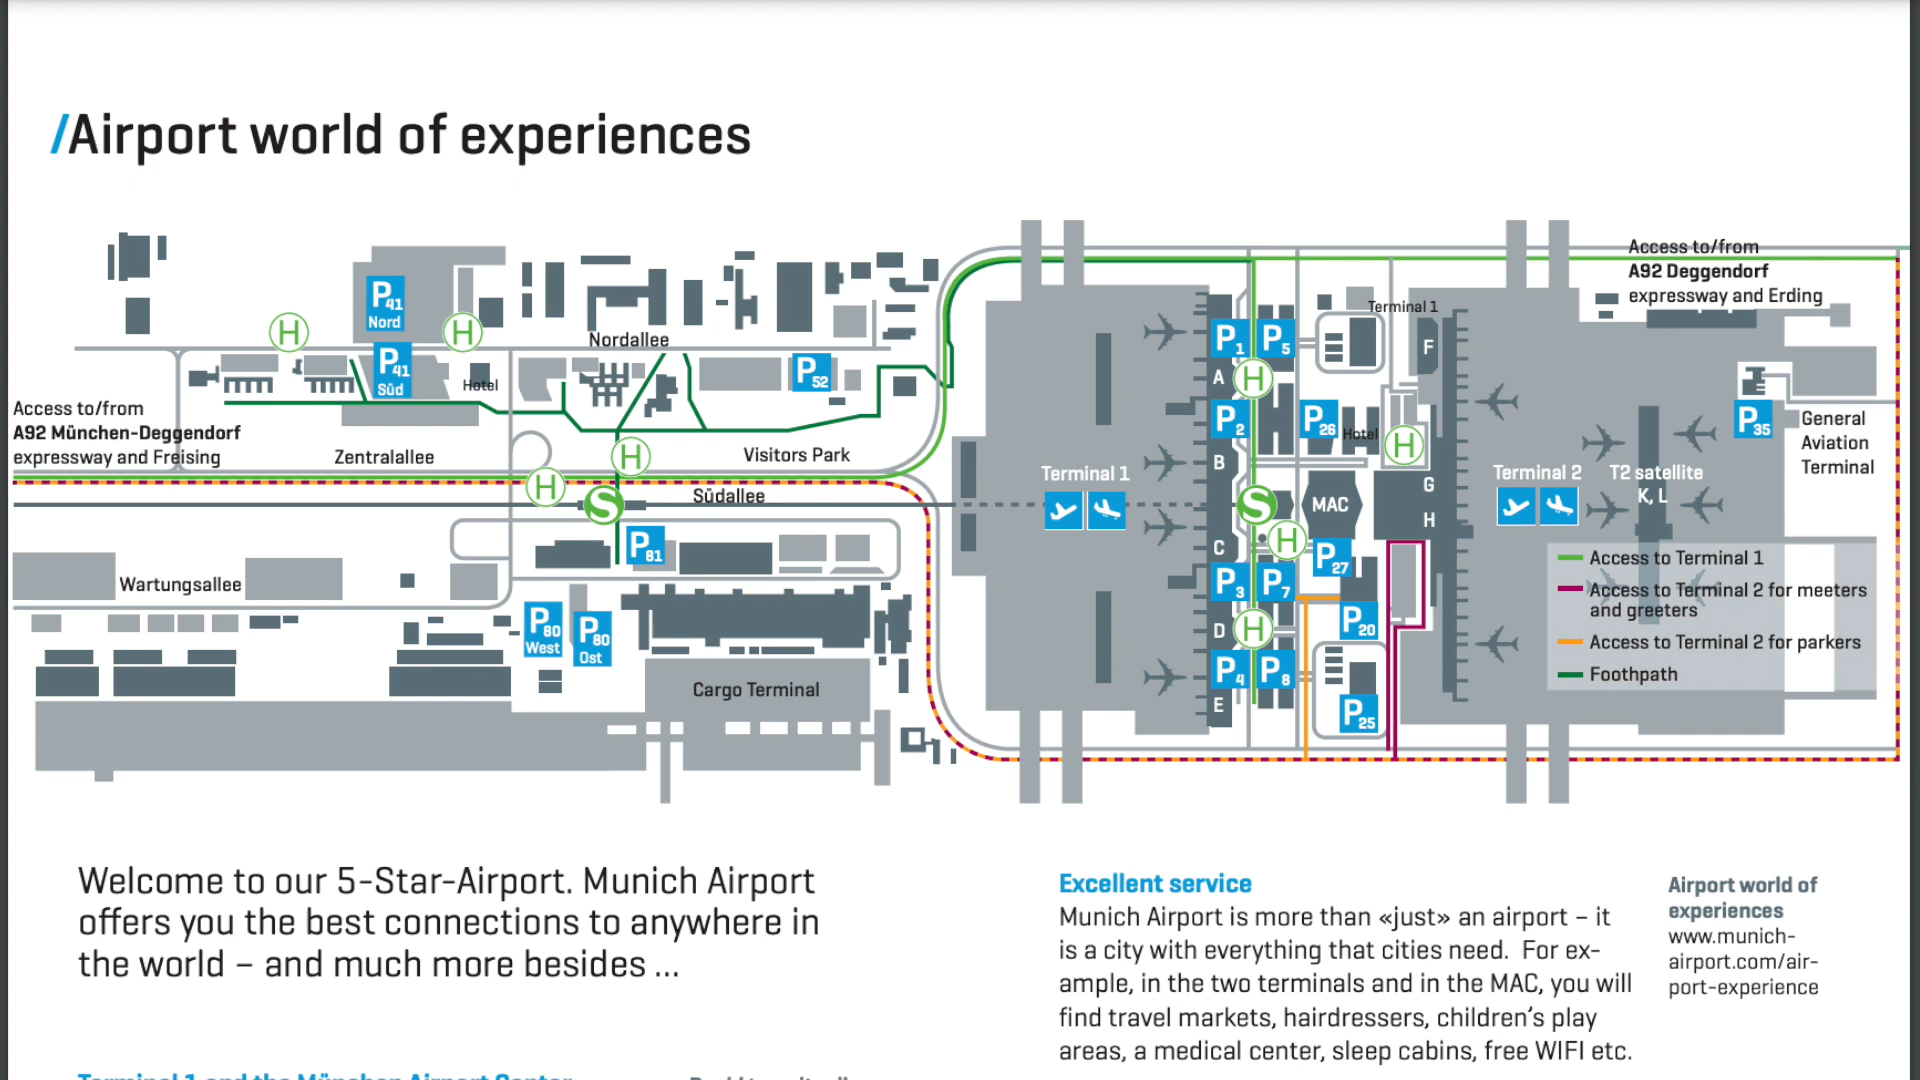 /Airport world of experiences
Access to/from
A92 Deggendorf
expressway and Erding
P41
Nord
H
H
Nordallee
P41
Süd
Hotel
P52
Access to/from
A92 München-Deggendorf
expressway and Freising
Zentralallee
H
H
Visitors Park
S
Südallee
P81
Wartungsallee
P80
West
P80
Ost
Cargo Terminal
Terminal 1
P1
P5
A
H
P2
P26
B
Hotel
H
S
MAC
H
C
P27
P3
P7
P20
D
H
P4
P8
E
P25
Terminal 1
F
G
H
Terminal 2
T2 satellite
K, L
P35
General
Aviation
Terminal
Access to Terminal 1
Access to Terminal 2 for meeters
and greeters
Access to Terminal 2 for parkers
Foothpath
Welcome to our 5-Star-Airport. Munich Airport
offers you the best connections to anywhere in
the world – and much more besides ...
Excellent service
Munich Airport is more than «just» an airport – it
is a city with everything that cities need. For ex-
ample, in the two terminals and in the MAC, you will
find travel markets, hairdressers, children’s play
areas, a medical center, sleep cabins, free WIFI etc.
Airport world of
experiences
www.munich-
airport.com/air-
port-experience
Terminal 1 and the München Airport Center